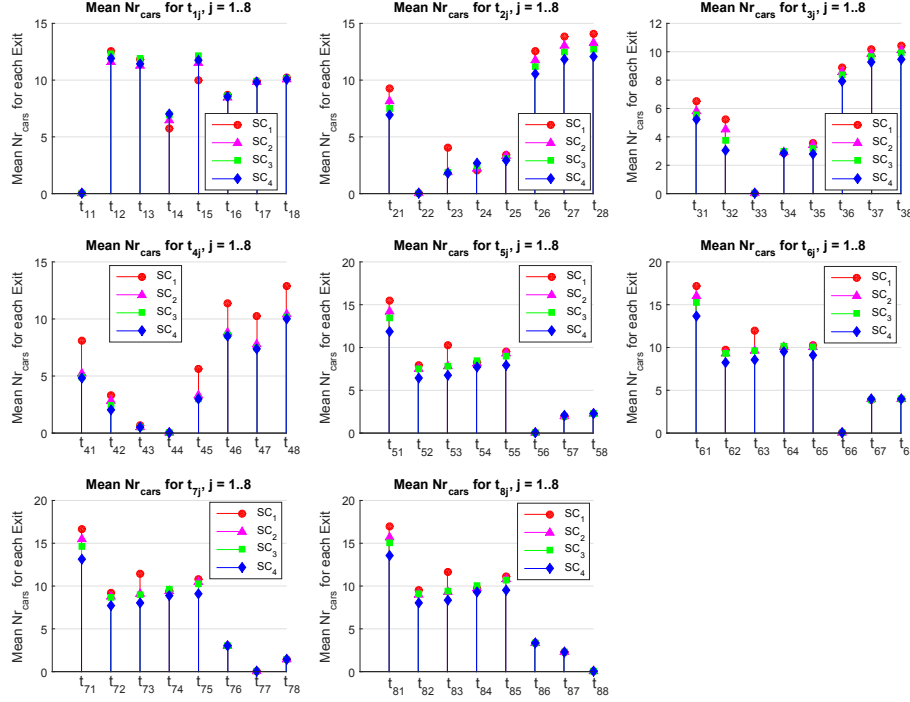 Mean Nr_cars for t_1j, j = 1..8
Mean Nr_cars for each Exit
15
10
5
0
SC_1
SC_2
SC_3
SC_4
t_11 t_12 t_13 t_14 t_15 t_16 t_17 t_18
Mean Nr_cars for t_2j, j = 1..8
Mean Nr_cars for each Exit
15
10
5
0
SC_1
SC_2
SC_3
SC_4
t_21 t_22 t_23 t_24 t_25 t_26 t_27 t_28
Mean Nr_cars for t_3j, j = 1..8
Mean Nr_cars for each Exit
12
10
8
6
4
2
0
SC_1
SC_2
SC_3
SC_4
t_31 t_32 t_33 t_34 t_35 t_36 t_37 t_38
Mean Nr_cars for t_4j, j = 1..8
Mean Nr_cars for each Exit
15
10
5
0
SC_1
SC_2
SC_3
SC_4
t_41 t_42 t_43 t_44 t_45 t_46 t_47 t_48
Mean Nr_cars for t_5j, j = 1..8
Mean Nr_cars for each Exit
20
15
10
5
0
SC_1
SC_2
SC_3
SC_4
t_51 t_52 t_53 t_54 t_55 t_56 t_57 t_58
Mean Nr_cars for t_6j, j = 1..8
Mean Nr_cars for each Exit
20
15
10
5
0
SC_1
SC_2
SC_3
SC_4
t_61 t_62 t_63 t_64 t_65 t_66 t_67 t_6
Mean Nr_cars for t_7j, j = 1..8
Mean Nr_cars for each Exit
20
15
10
5
0
SC_1
SC_2
SC_3
SC_4
t_71 t_72 t_73 t_74 t_75 t_76 t_77 t_78
Mean Nr_cars for t_8j, j = 1..8
Mean Nr_cars for each Exit
20
15
10
5
0
SC_1
SC_2
SC_3
SC_4
t_81 t_82 t_83 t_84 t_85 t_86 t_87 t_88